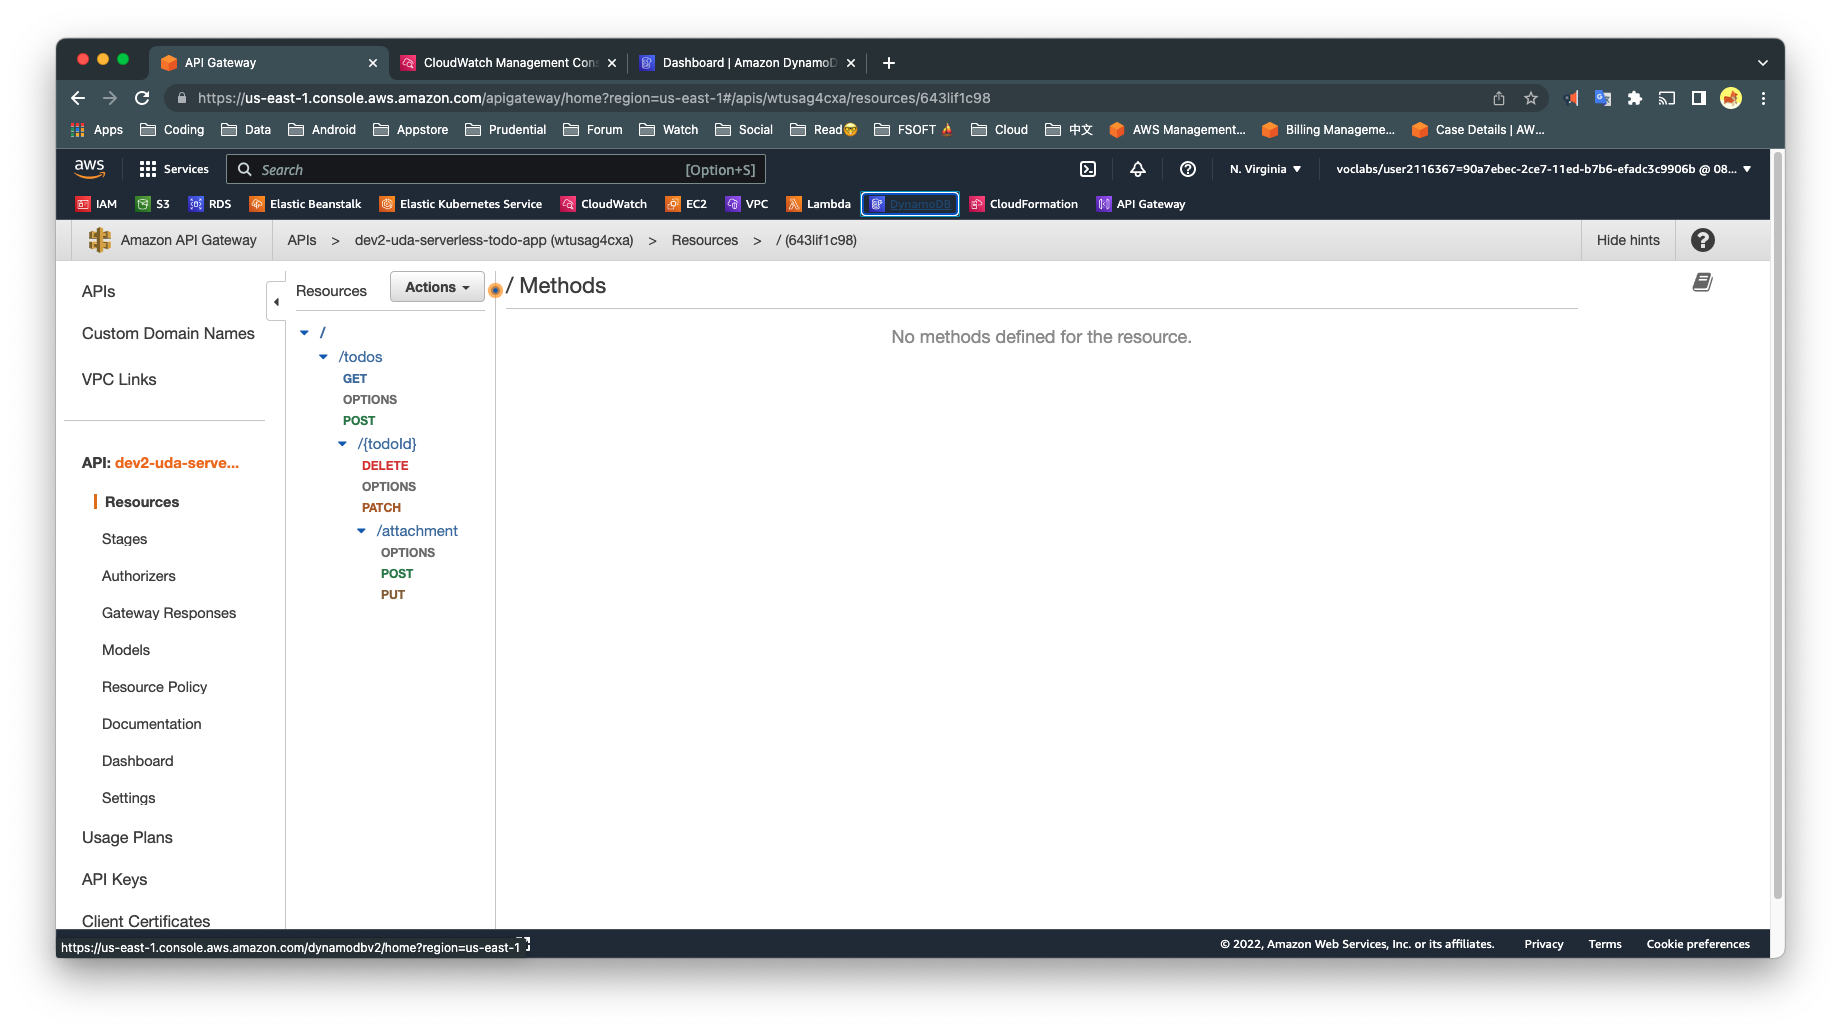 API Gateway
CloudWatch Management Con
Dashboard | Amazon DynamoD
https://us-east-1.console.aws.amazon.com/apigateway/home?region=us-east-1#/apis/wtusag4cxa/resources/643lif1c98
Apps Coding Data Android Appstore Prudential Forum Watch Social Read🤓 FSOFT⛵ Cloud 中文 AWS Management... Billing Manageme... Case Details | AW...
aws Services Search [Option+S] N. Virginia ▼ voclabs/user2116367=90a7ebec-2ce7-11ed-b7b6-efadc3c9906b @ 08... ▼
IAM S3 RDS Elastic Beanstalk Elastic Kubernetes Service CloudWatch EC2 VPC Lambda DynamoDB CloudFormation API Gateway
Amazon API Gateway APIs > dev2-uda-serverless-todo-app (wtusag4cxa) > Resources > / (643lif1c98) Hide hints ?
APIs
Custom Domain Names
VPC Links
API: dev2-uda-serve...
Resources
Stages
Authorizers
Gateway Responses
Models
Resource Policy
Documentation
Dashboard
Settings
Usage Plans
API Keys
Client Certificates
Resources Actions
/
/todos
GET
OPTIONS
POST
/{todoId}
DELETE
OPTIONS
PATCH
/attachment
OPTIONS
POST
PUT
/ Methods
No methods defined for the resource.
https://us-east-1.console.aws.amazon.com/dynamodbv2/home?region=us-east-1
© 2022, Amazon Web Services, Inc. or its affiliates. Privacy Terms Cookie preferences